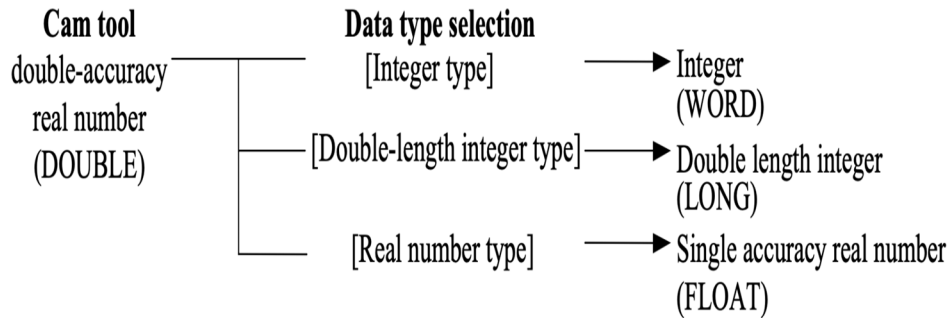 Cam tool
double-accuracy
real number
(DOUBLE)
Data type selection
[Integer type]
Integer
(WORD)
[Double-length integer type]
Double length integer
(LONG)
[Real number type]
Single accuracy real number
(FLOAT)